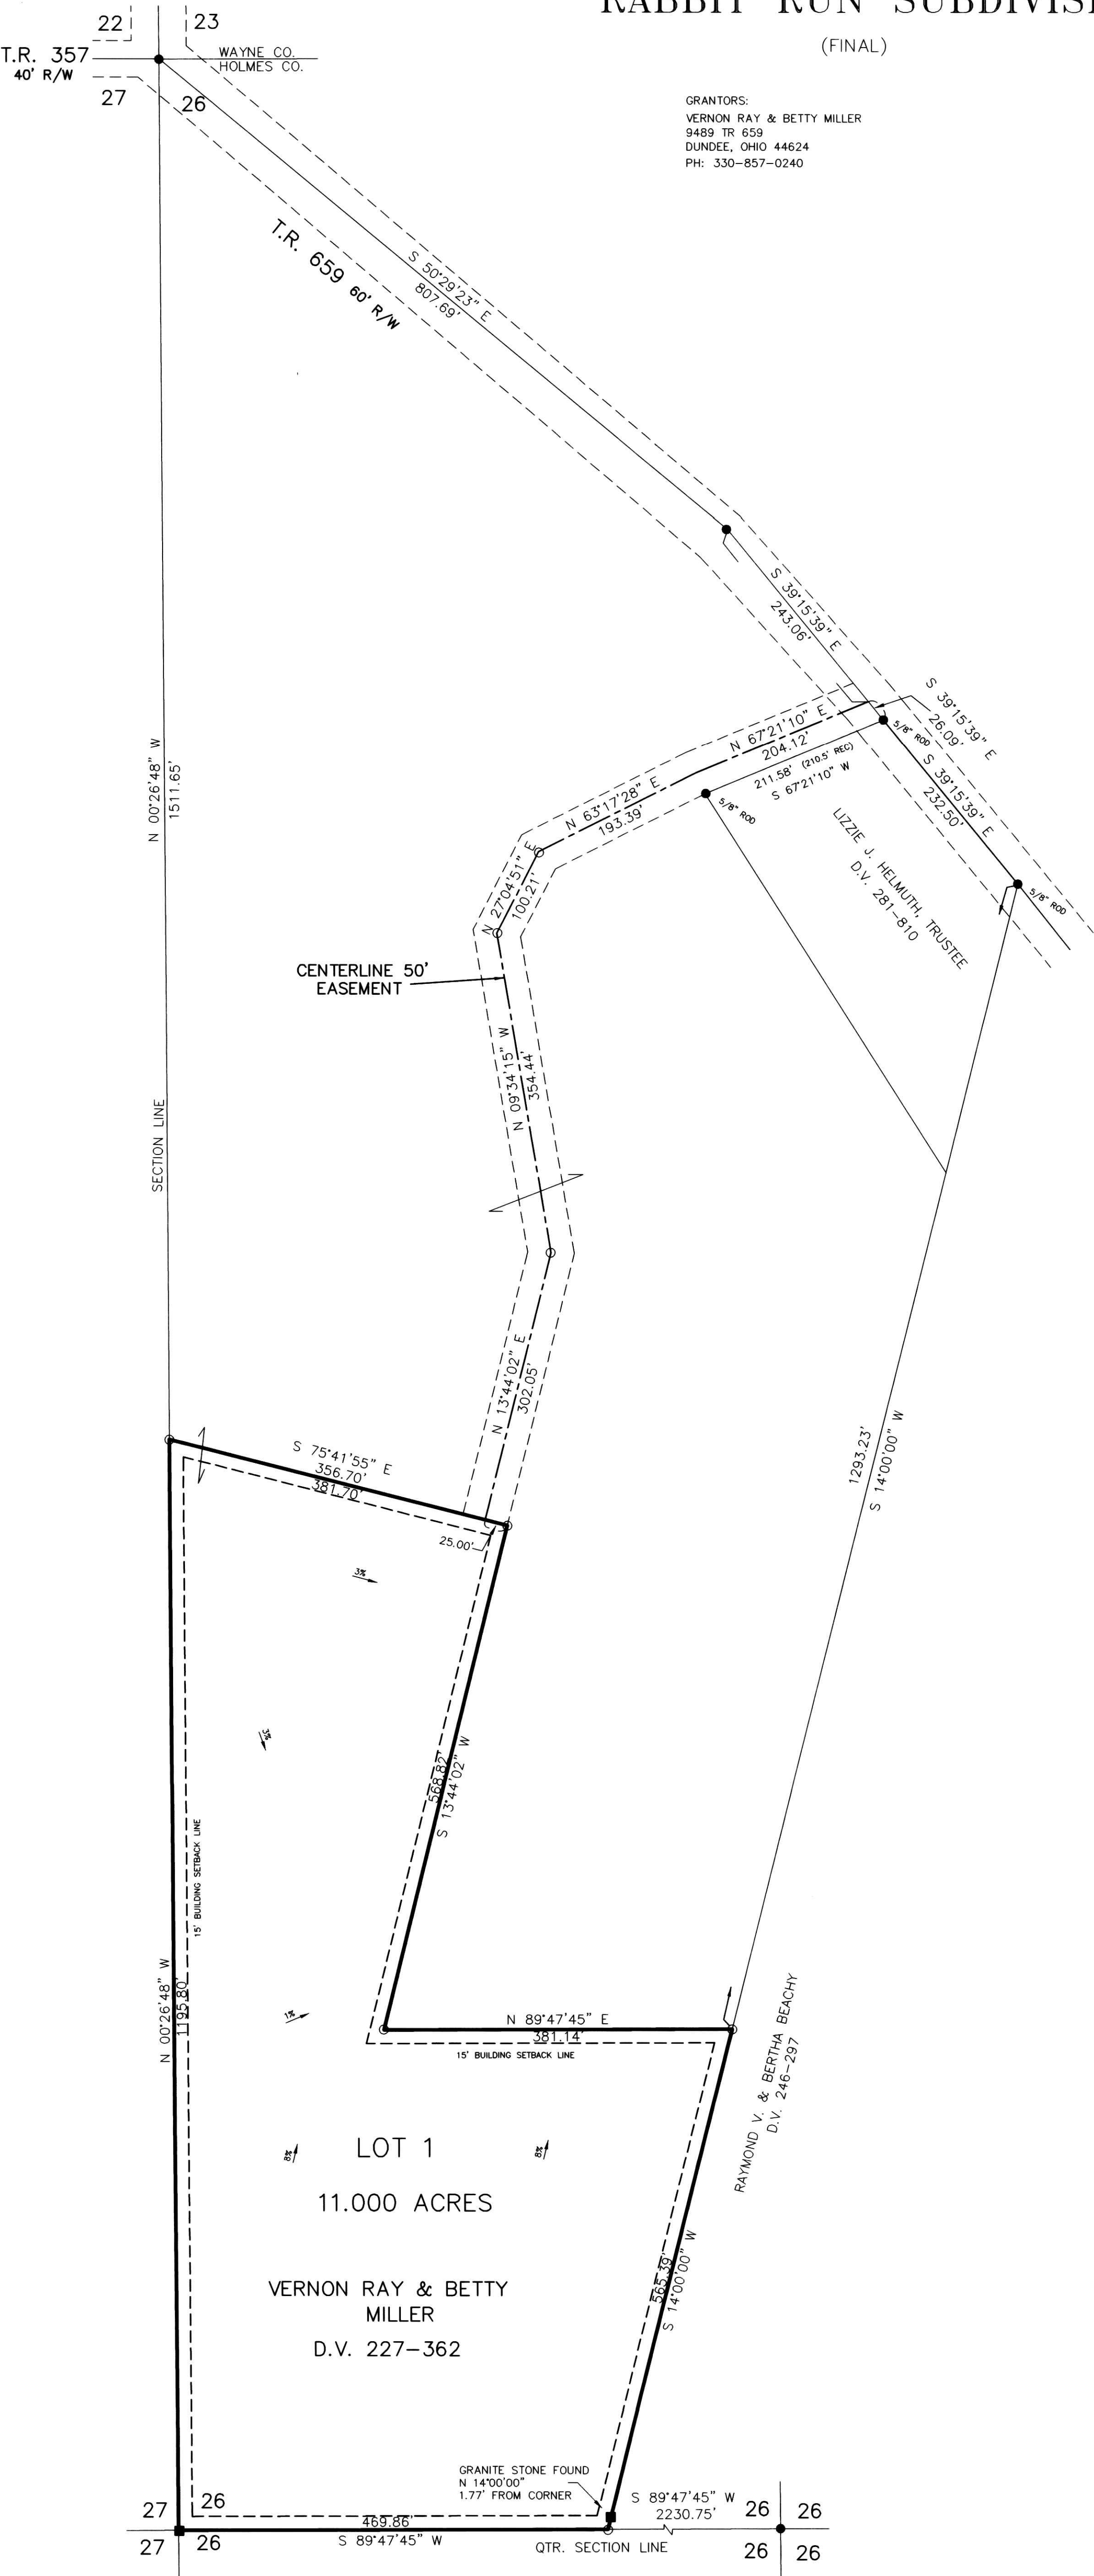 RABBIT RUN SUBDIVIS
(FINAL)
22
23
T.R. 357
40' R/W
WAYNE CO.
HOLMES CO.
27
26
GRANTORS:
VERNON RAY & BETTY MILLER
9489 TR 659
DUNDEE, OHIO 44624
PH: 330-857-0240
T.R. 659 60' R/W
S 50°29'23" E
807.69'
S 39°15'39" E
243.06'
S 39°15'39" E
26.09'
N 00°26'48" W
1511.65'
N 67°21'10" E
204.12'
5/8" ROD
211.58' (210.5' REC)
S 67°21'10" W
S 39°15'39" E
232.50'
5/8" ROD
N 63°17'28" E
193.39'
LIZZIE J. HELMUTH, TRUSTEE
D.V. 281-810
5/8" ROD
N 27°04'51" E
100.21'
CENTERLINE 50'
EASEMENT
N 09°34'15" W
354.44'
SECTION LINE
N 13°44'02" E
302.05'
1293.23'
S 14°00'00" W
S 75°41'55" E
356.70'
381.70'
25.00'
3%
3%
568.82'
S 13°44'02" W
15' BUILDING SETBACK LINE
N 00°26'48" W
1195.80'
1%
N 89°47'45" E
381.14'
15' BUILDING SETBACK LINE
RAYMOND V. & BERTHA BEACHY
D.V. 246-297
8%
8%
LOT 1
11.000 ACRES
VERNON RAY & BETTY
MILLER
D.V. 227-362
565.39'
S 14°00'00" W
GRANITE STONE FOUND
N 14°00'00"
1.77' FROM CORNER
27
26
469.86'
S 89°47'45" W
2230.75'
26
26
27
26
S 89°47'45" W
QTR. SECTION LINE
26
26